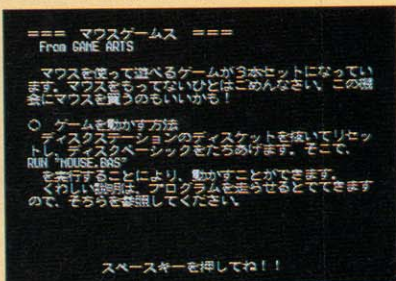 === マウスゲームス ===
From GAME ARTS
マウスを使って遊べるゲームが3本セットになってい
ます。マウスをもってないひとはごめんなさい。この機
会にマウスを買うのもいいかも!
○ ゲームを動かす方法
ディスクステーションのディスケットを抜いてリセッ
トし、ディスクベーシックをたちあげます。そこで、
RUN "MOUSE.BAS"
を実行することにより、動かすことができます。
くわしい説明は、プログラムを走らせるとでてきます
ので、そちらを参照してください。
スペースキーを押してね!!